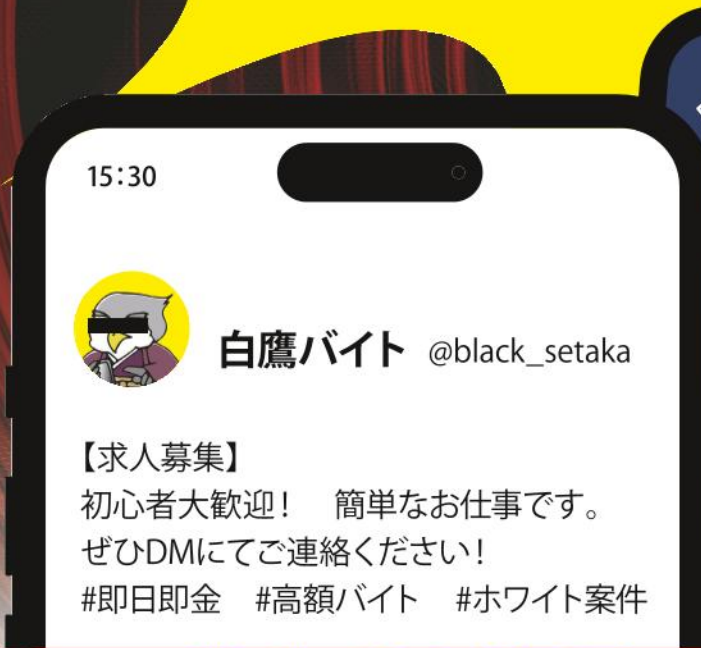 15:30
白鷹バイト @black_setaka
【求人募集】
初心者大歓迎！　簡単なお仕事です。
ぜひDMにてご連絡ください！
#即日即金　#高額バイト　#ホワイト案件